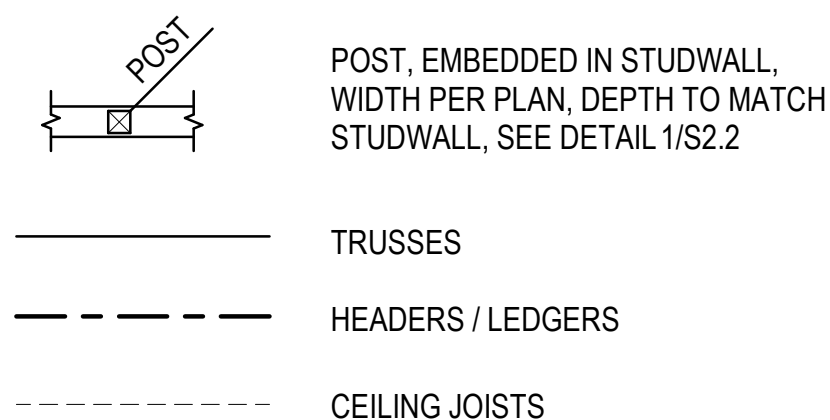 POST
POST, EMBEDDED IN STUDWALL,
WIDTH PER PLAN, DEPTH TO MATCH
STUDWALL, SEE DETAIL 1/S2.2
TRUSSES
HEADERS / LEDGERS
CEILING JOISTS